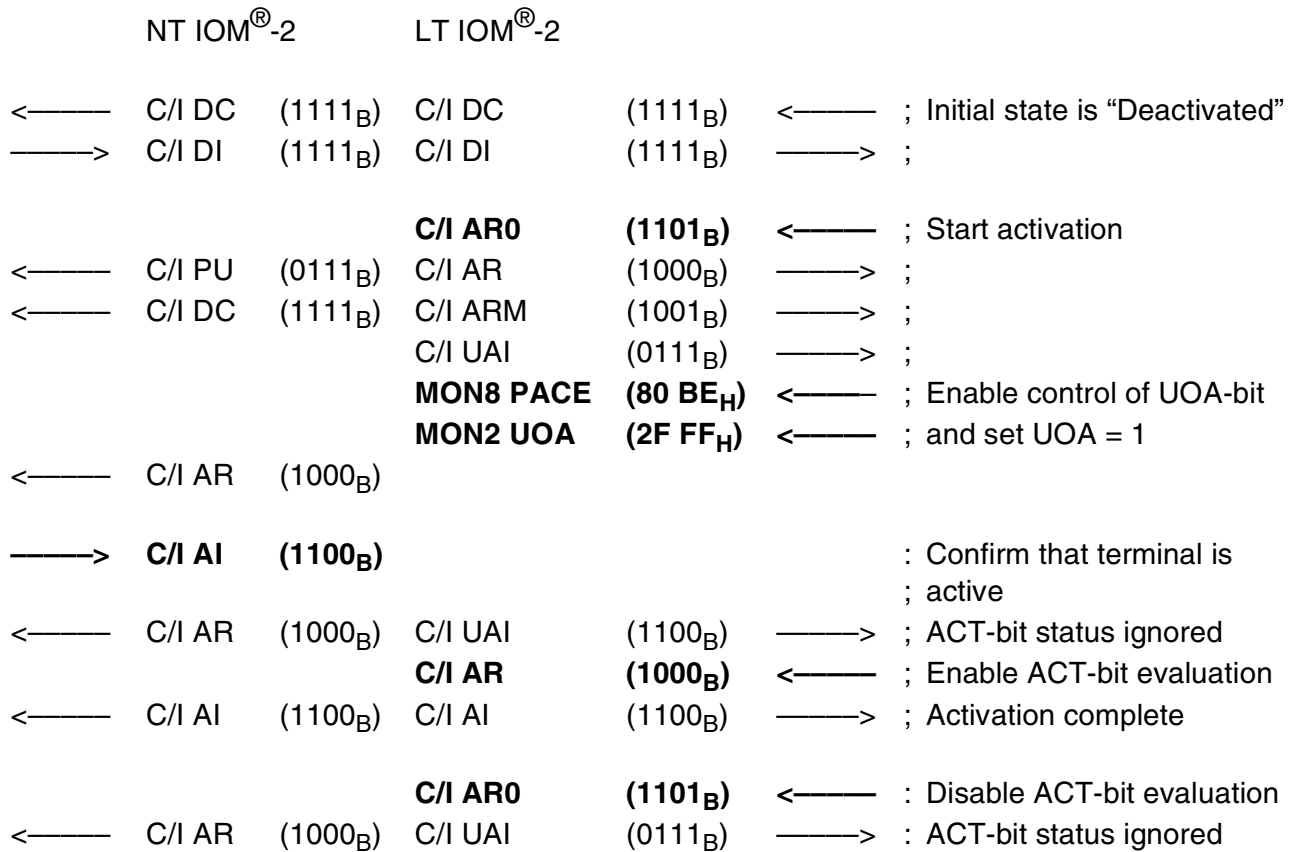 NT IOM®-2 LT IOM®-2
<––––– C/I DC (1111B) C/I DC (1111B) <––––– ; Initial state is “Deactivated”
–––––> C/I DI (1111B) C/I DI (1111B) –––––> ;
C/I AR0 (1101B) <––––– ; Start activation
<––––– C/I PU (0111B) C/I AR (1000B) –––––> ;
<––––– C/I DC (1111B) C/I ARM (1001B) –––––> ;
C/I UAI (0111B) –––––> ;
MON8 PACE (80 BEH) <––––– ; Enable control of UOA-bit
MON2 UOA (2F FFH) <––––– ; and set UOA = 1
<––––– C/I AR (1000B)
–––––> C/I AI (1100B) : Confirm that terminal is
; active
<––––– C/I AR (1000B) C/I UAI (1100B) –––––> ; ACT-bit status ignored
C/I AR (1000B) <––––– ; Enable ACT-bit evaluation
<––––– C/I AI (1100B) C/I AI (1100B) –––––> ; Activation complete
C/I AR0 (1101B) <––––– : Disable ACT-bit evaluation
<––––– C/I AR (1000B) C/I UAI (0111B) –––––> : ACT-bit status ignored